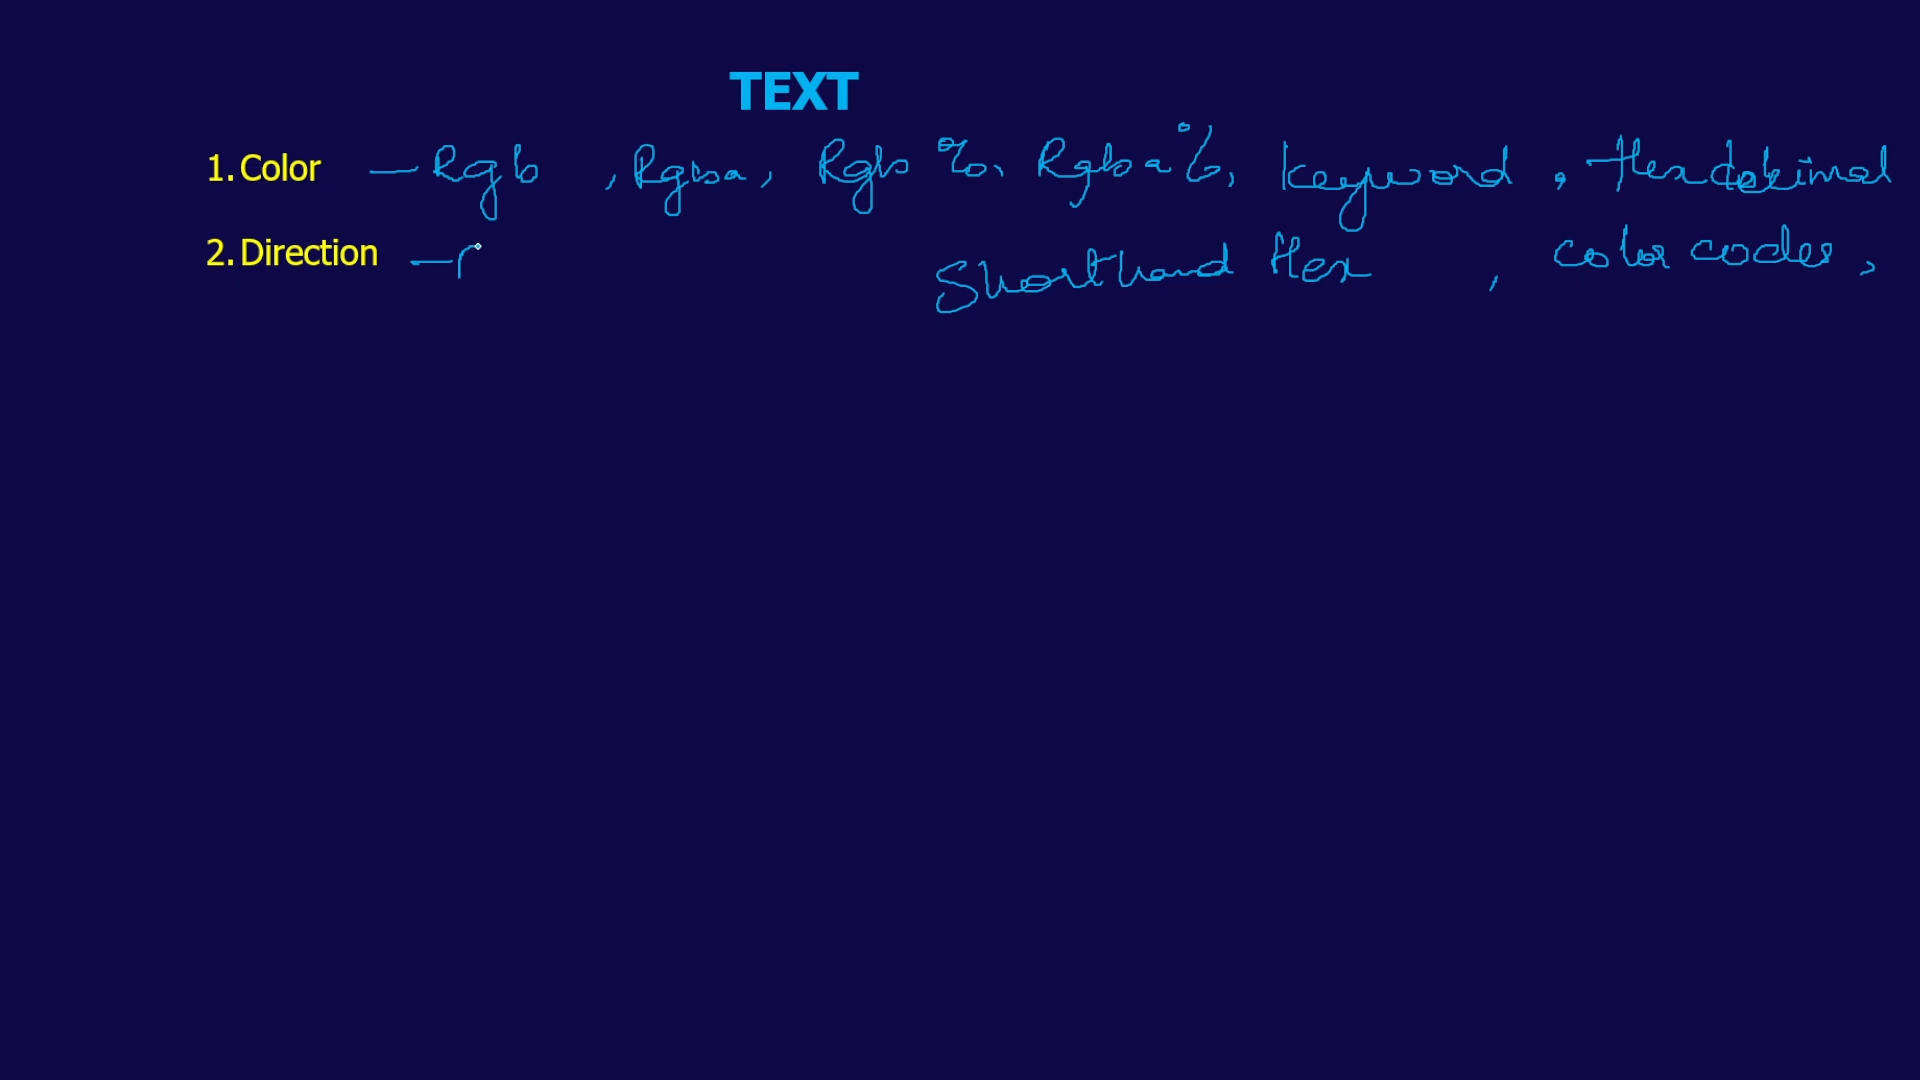 TEXT
1. Color — Rgb , Rgba, Rgb %, Rgba %, keyword , Hexadecimal
2. Direction — r
Shorthand Hex , color codes,